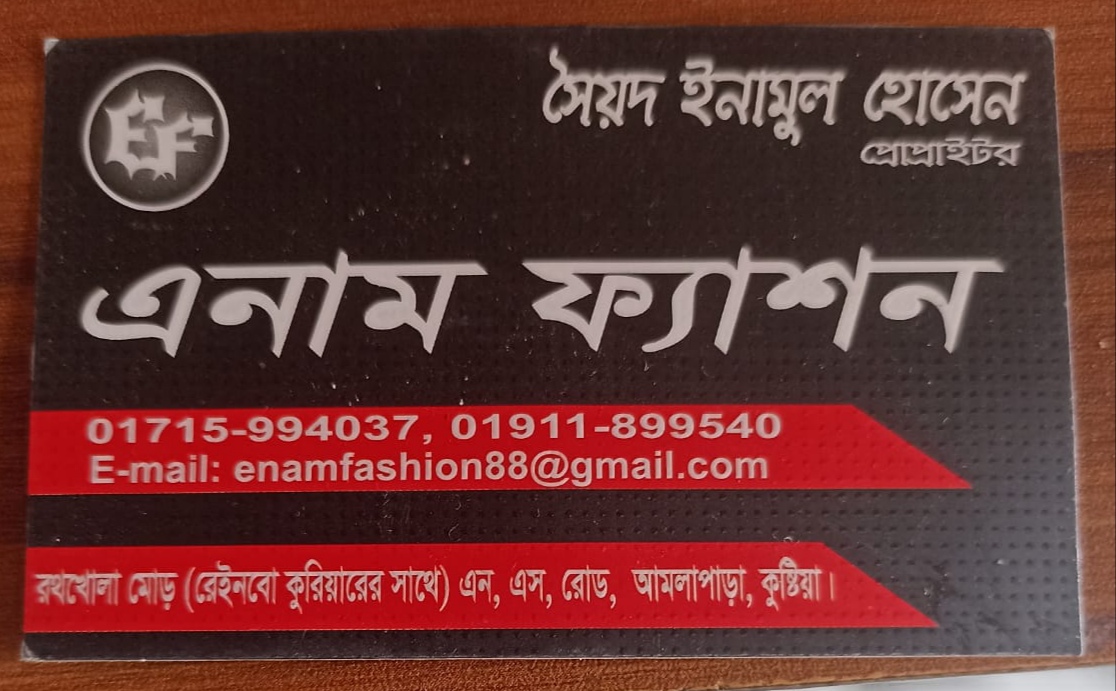 EF
সৈয়দ ইনামুল হোসেন
প্রোপ্রাইটর
এনাম ফ্যাশন
01715-994037, 01911-899540
E-mail: enamfashion88@gmail.com
রথখোলা মোড় (রেইনবো কুরিয়ারের সাথে) এন, এস, রোড, আমলাপাড়া, কুষ্টিয়া।